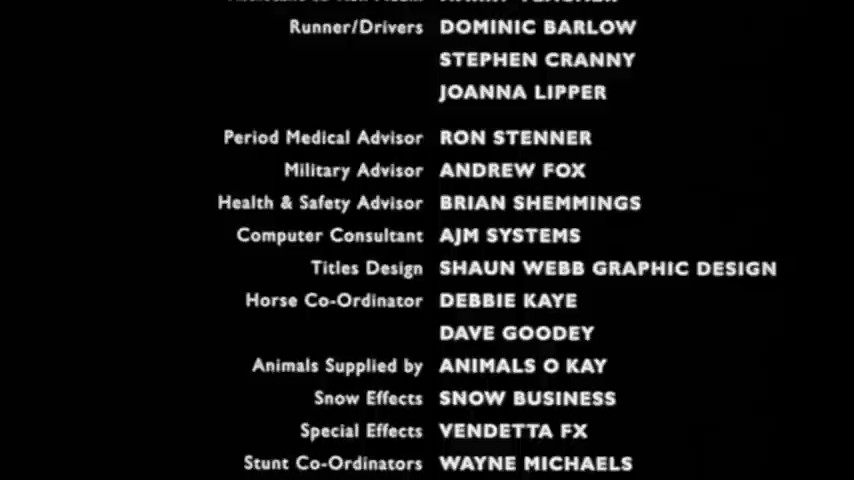 Runner/Drivers DOMINIC BARLOW
STEPHEN CRANNY
JOANNA LIPPER
Period Medical Advisor RON STENNER
Military Advisor ANDREW FOX
Health & Safety Advisor BRIAN SHEMMINGS
Computer Consultant AJM SYSTEMS
Titles Design SHAUN WEBB GRAPHIC DESIGN
Horse Co-Ordinator DEBBIE KAYE
DAVE GOODEY
Animals Supplied by ANIMALS O KAY
Snow Effects SNOW BUSINESS
Special Effects VENDETTA FX
Stunt Co-Ordinators WAYNE MICHAELS